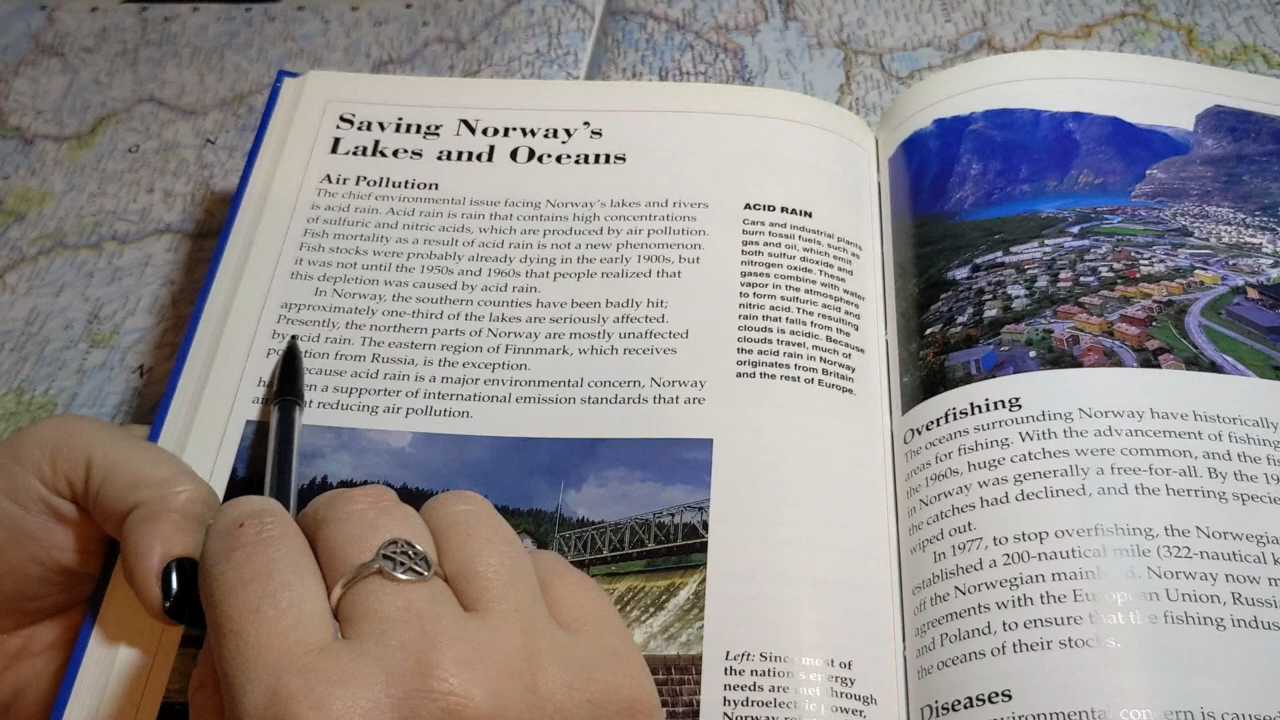 Saving Norway's
Lakes and Oceans
Air Pollution
The chief environmental issue facing Norway's lakes and rivers
is acid rain. Acid rain is rain that contains high concentrations
of sulfuric and nitric acids, which are produced by air pollution.
Fish mortality as a result of acid rain is not a new phenomenon.
Fish stocks were probably already dying in the early 1900s, but
it was not until the 1950s and 1960s that people realized that
this depletion was caused by acid rain.
In Norway, the southern counties have been badly hit;
approximately one-third of the lakes are seriously affected.
Presently, the northern parts of Norway are mostly unaffected
by acid rain. The eastern region of Finnmark, which receives
from Russia, is the exception.
acid rain is a major environmental concern, Norway
a supporter of international emission standards that are
reducing air pollution.
ACID RAIN
Cars and industrial plants
burn fossil fuels, such as
gas and oil, which emit
both sulfur dioxide and
nitrogen oxide. These
gases combine with water
vapor in the atmosphere
to form sulfuric acid and
nitric acid. The resulting
rain that falls from the
clouds is acidic. Because
clouds travel, much of
the acid rain in Norway
originates from Britain
and the rest of Europe.
Left: Since most of
the nation's energy
needs are met through
hydroelectric power,
Norway
Overfishing
The oceans surrounding Norway have historically
areas for fishing. With the advancement of fishing
the 1960s, huge catches were common, and the
in Norway was generally a free-for-all. By the
the catches had declined, and the herring
wiped out.
In 1977, to stop overfishing, the
established a 200-nautical mile (322-nautical
off the Norwegian mainland. Norway now
agreements with the European Union,
and Poland, to ensure that the fishing
the oceans of their stocks.
Diseases
concern is caused